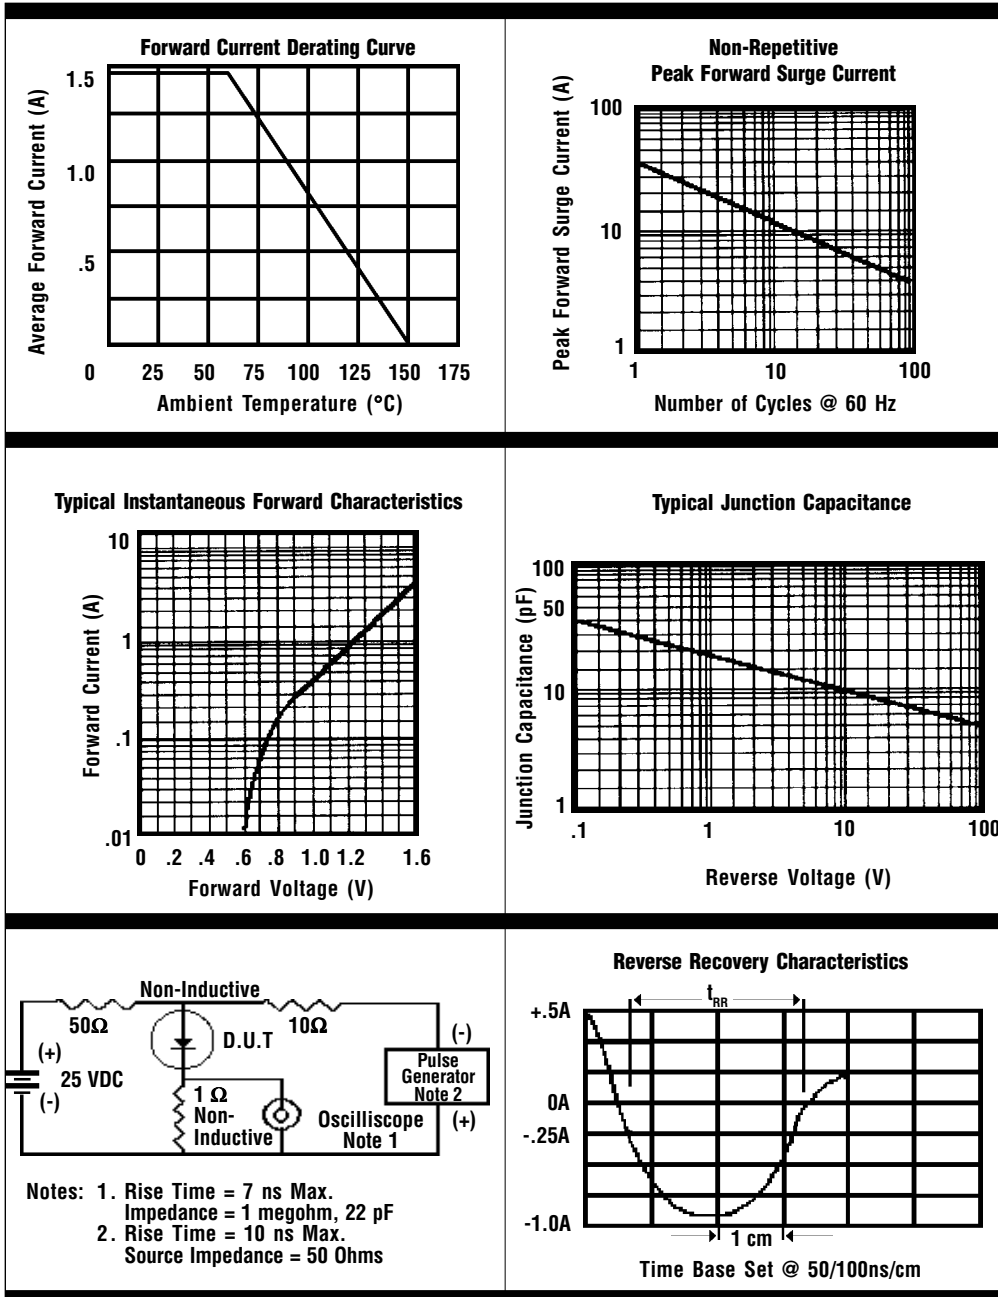 Forward Current Derating Curve
Average Forward Current (A)
1.5
1.0
.5
0 25 50 75 100 125 150 175
Ambient Temperature (°C)
Non-Repetitive
Peak Forward Surge Current
Peak Forward Surge Current (A)
100
10
1
1 10 100
Number of Cycles @ 60 Hz
Typical Instantaneous Forward Characteristics
Forward Current (A)
10
1
.1
.01
0 .2 .4 .6 .8 1.0 1.2 1.6
Forward Voltage (V)
Typical Junction Capacitance
Junction Capacitance (pF)
100
50
10
1
.1 1 10 100
Reverse Voltage (V)
Non-Inductive
50Ω 10Ω
D.U.T
(+)
25 VDC
(-)
1 Ω
Non-
Inductive
Oscilliscope
Note 1
(-)
Pulse
Generator
Note 2
(+)
Notes: 1. Rise Time = 7 ns Max.
Impedance = 1 megohm, 22 pF
2. Rise Time = 10 ns Max.
Source Impedance = 50 Ohms
Reverse Recovery Characteristics
tRR
+.5A
0A
-.25A
-1.0A
1 cm
Time Base Set @ 50/100ns/cm